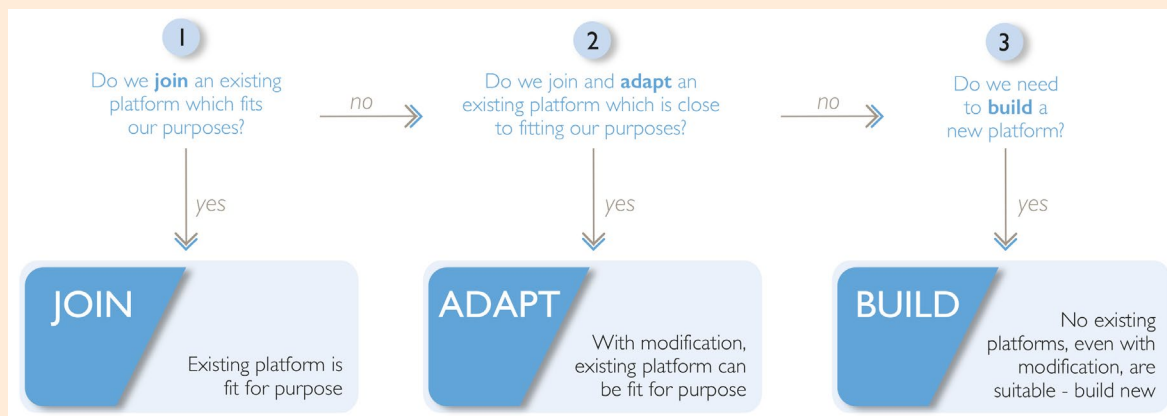 1
Do we join an existing
platform which fits
our purposes?
no
yes
JOIN
Existing platform is
fit for purpose
2
Do we join and adapt an
existing platform which is close
to fitting our purposes?
no
yes
ADAPT
With modification,
existing platform can
be fit for purpose
3
Do we need
to build a
new platform?
yes
BUILD
No existing
platforms, even with
modification, are
suitable - build new